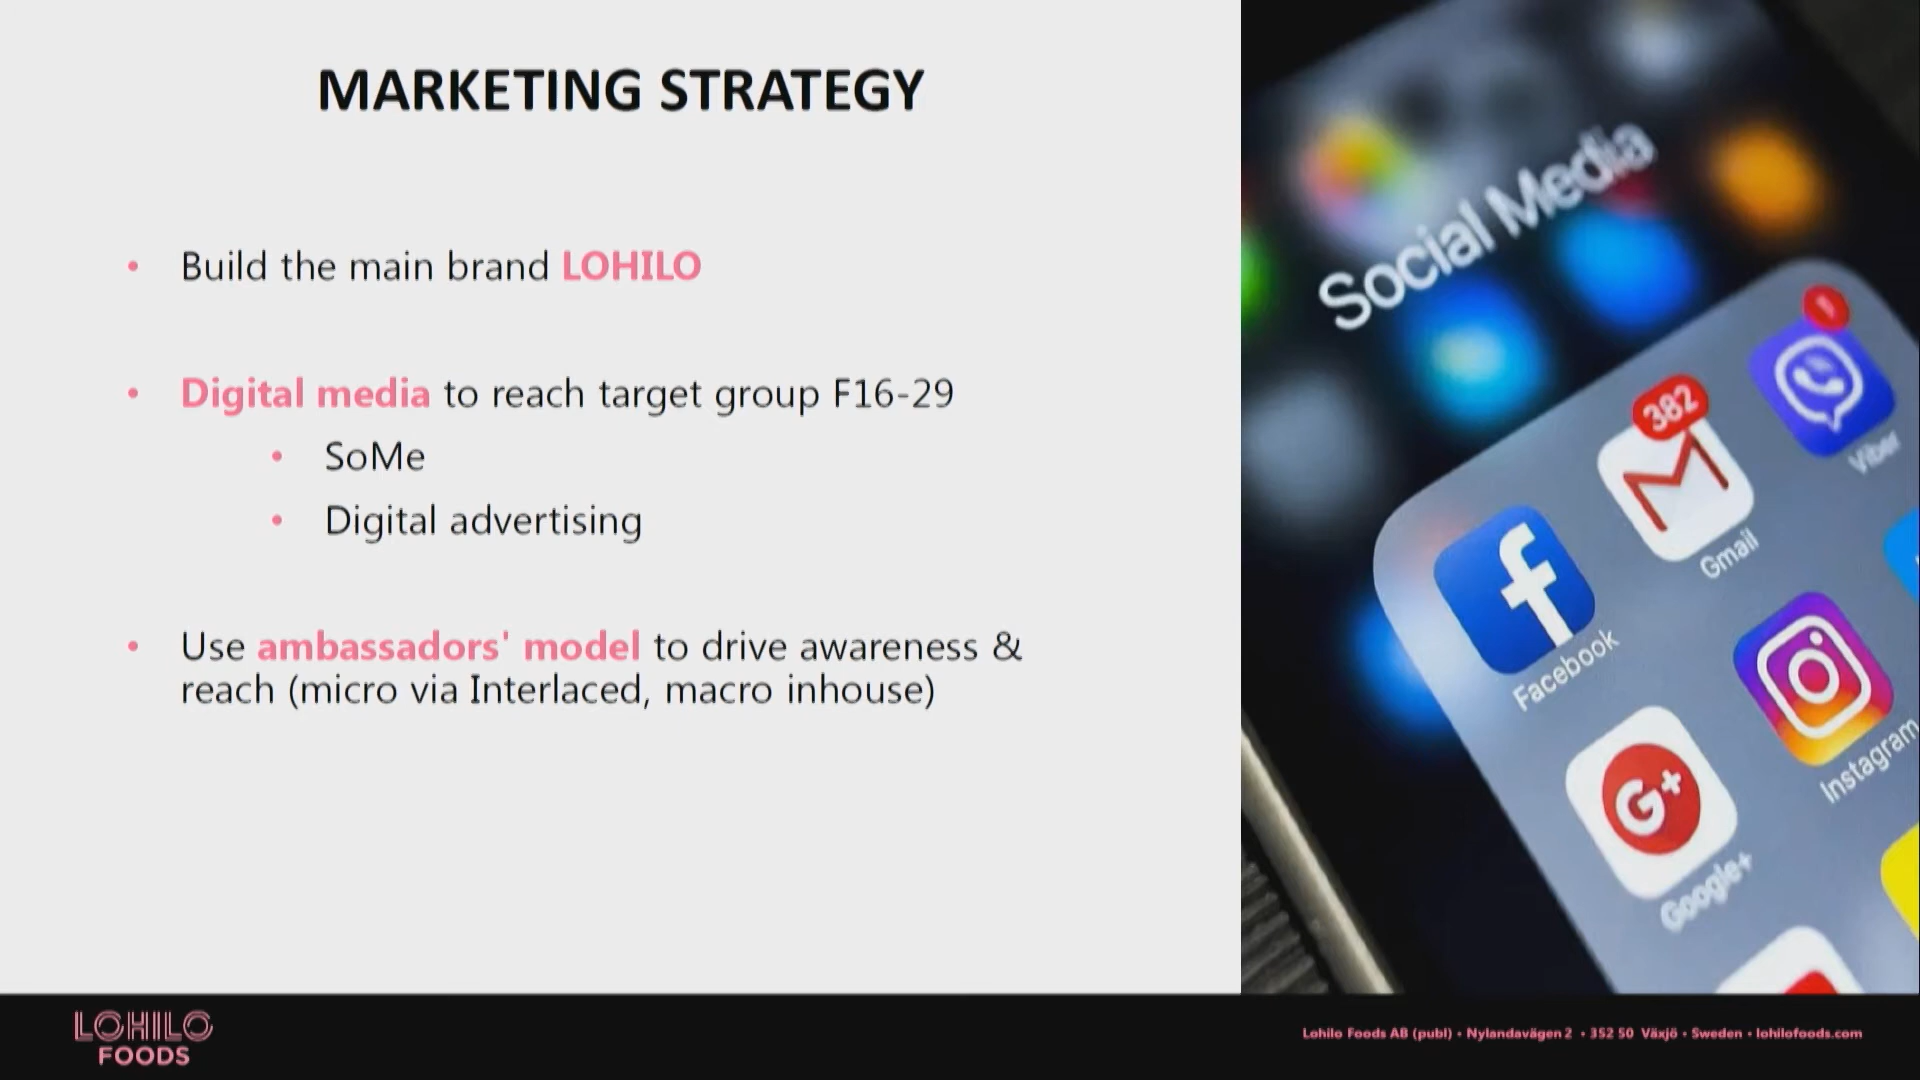 MARKETING STRATEGY
• Build the main brand LOHILO
• Digital media to reach target group F16-29
• SoMe
• Digital advertising
• Use ambassadors' model to drive awareness &
reach (micro via Interlaced, macro inhouse)
Social Media
1
Viber
382
Gmail
Facebook
Instagram
G+
Google+
LOHILO
FOODS
Lohilo Foods AB (publ) • Nylandavägen 2 • 352 50 Växjö • Sweden • lohilofoods.com